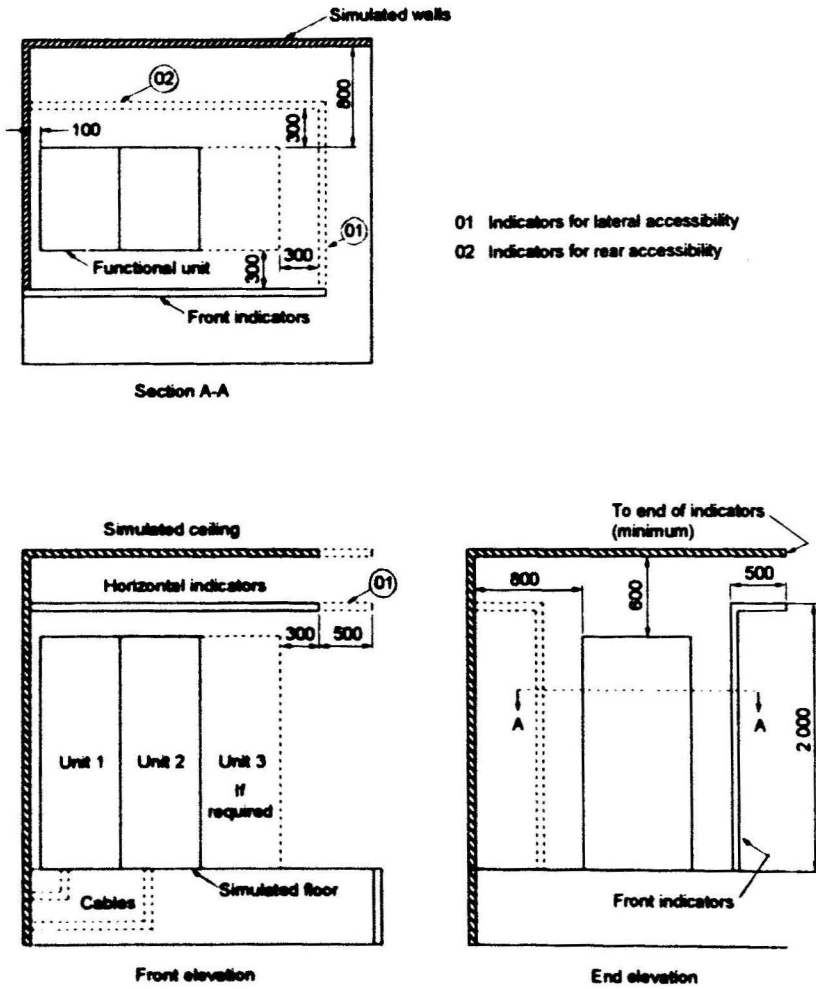 Simulated walls
02
800
300
100
01
01 Indicators for lateral accessibility
02 Indicators for rear accessibility
Functional unit
300
300
Front indicators
Section A-A
Simulated ceiling
Horizontal indicators
01
300
500
Unit 1
Unit 2
Unit 3
If
required
Cables
Simulated floor
Front elevation
To end of indicators
(minimum)
800
600
500
A
A
2 000
Front indicators
End elevation